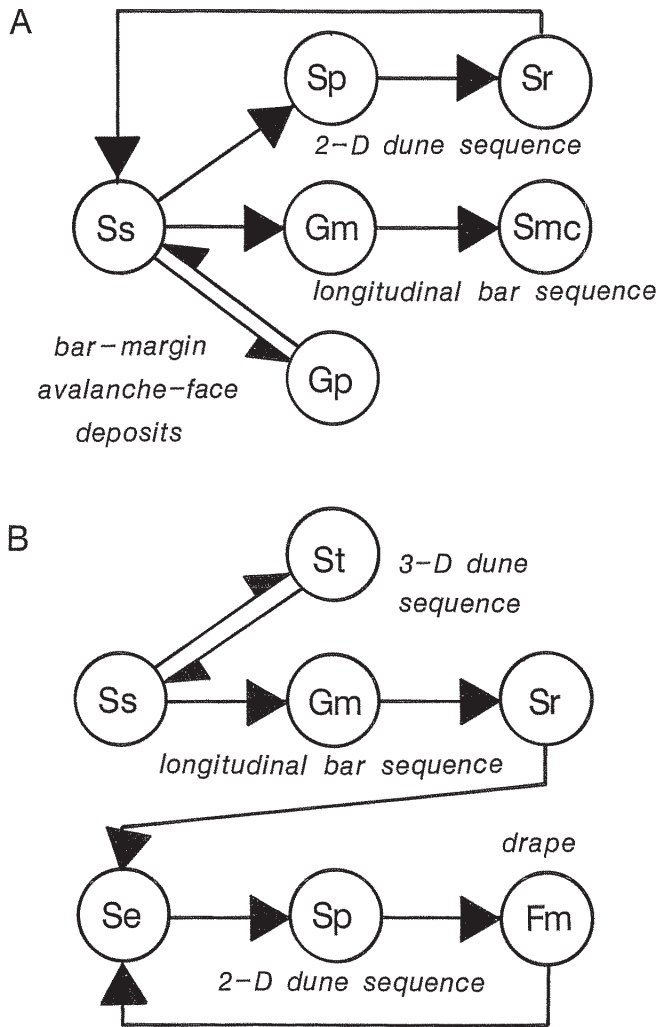 A
Sp
Sr
2-D dune sequence
Ss
Gm
Smc
longitudinal bar sequence
bar-margin
avalanche-face
deposits
Gp
B
St
3-D dune
sequence
Ss
Gm
Sr
longitudinal bar sequence
drape
Se
Sp
Fm
2-D dune sequence